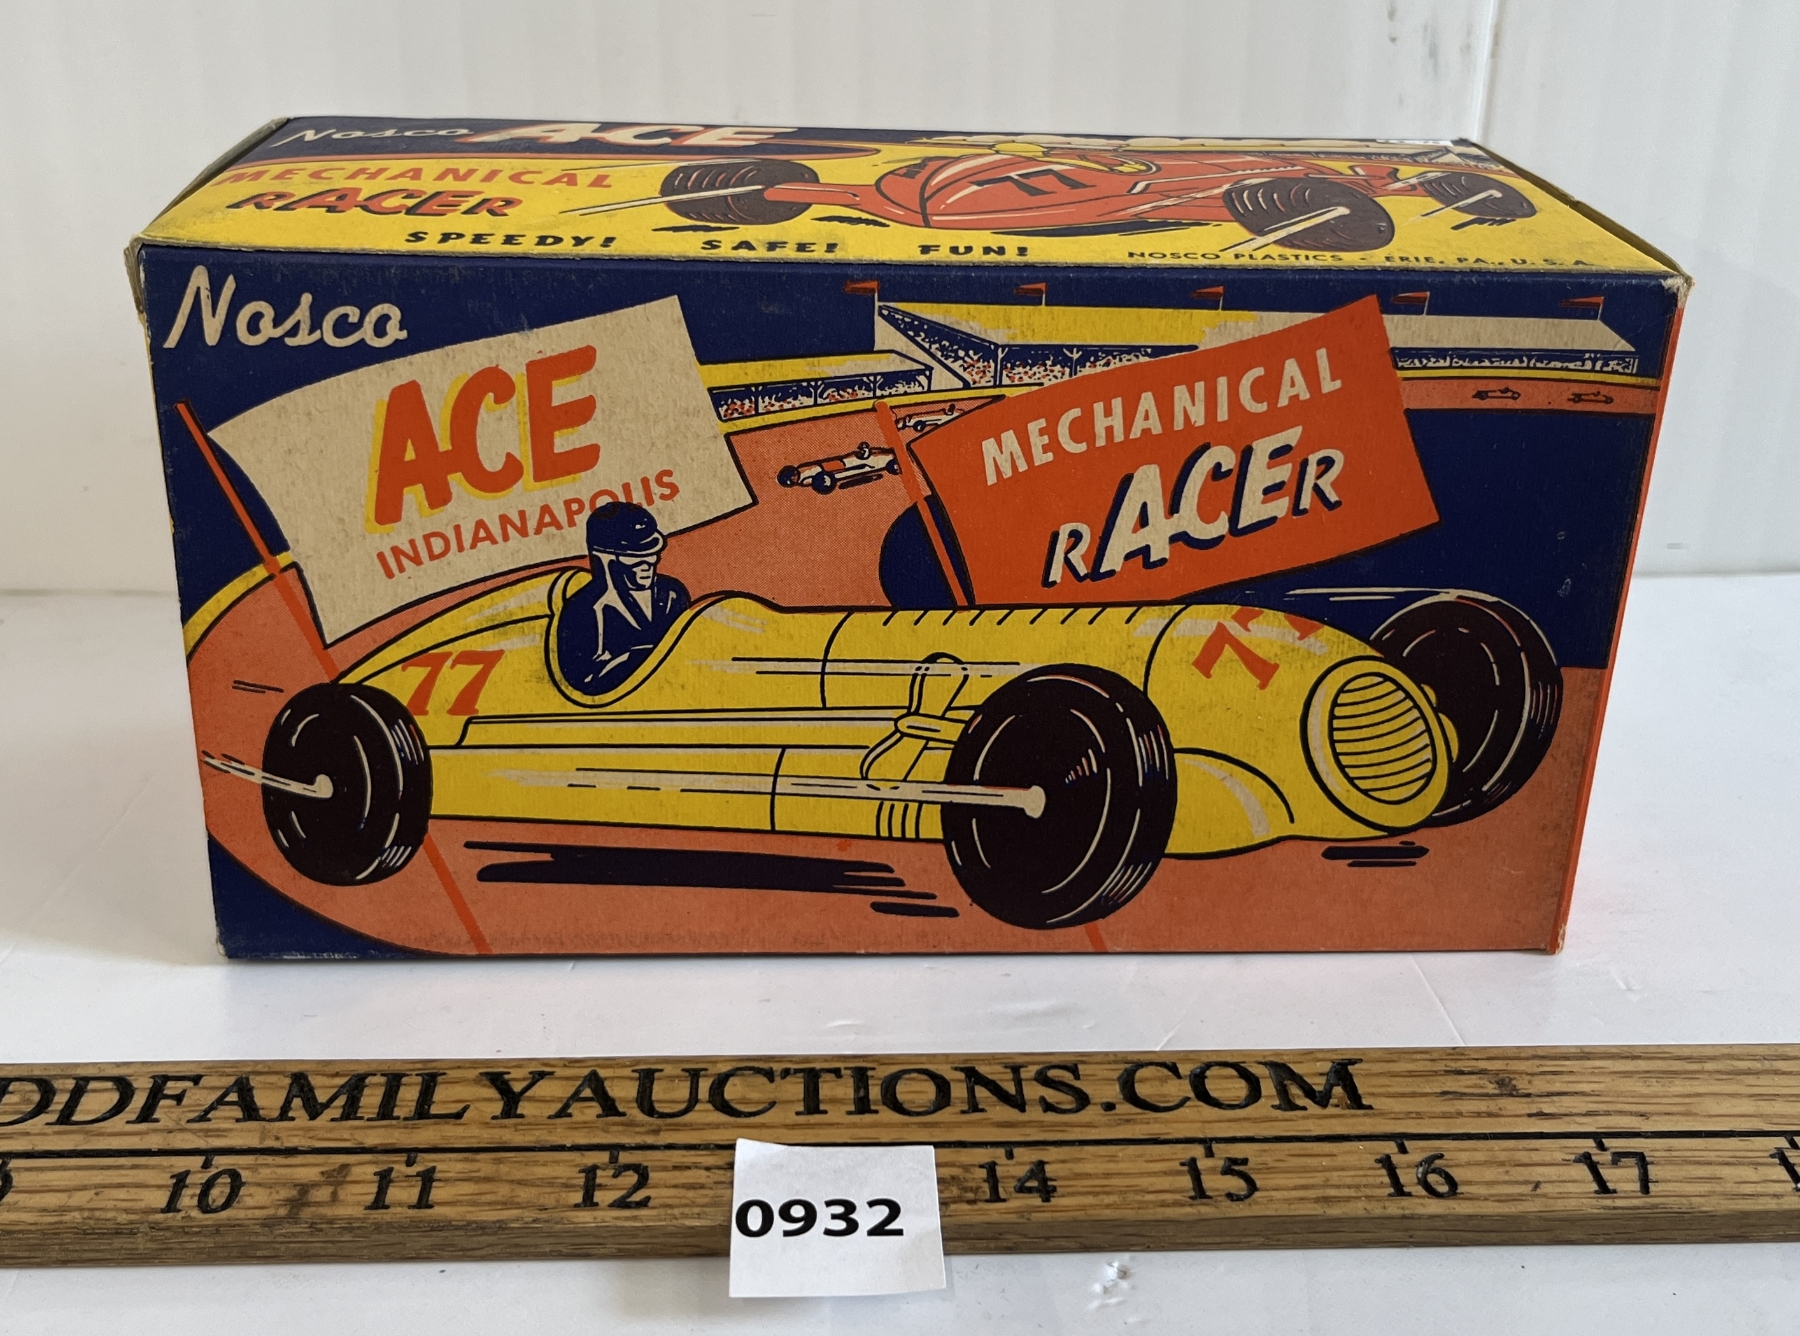 Nosco ACE
MECHANICAL
RACER
77
SPEEDY! SAFE! FUN!
NOSCO PLASTICS - ERIE, PA., U.S.A.
Nosco
ACE
INDIANAPOLIS
MECHANICAL
RACER
77
77
DDFAMILYAUCTIONS.COM
10 11 12 14 15 16 17
0932